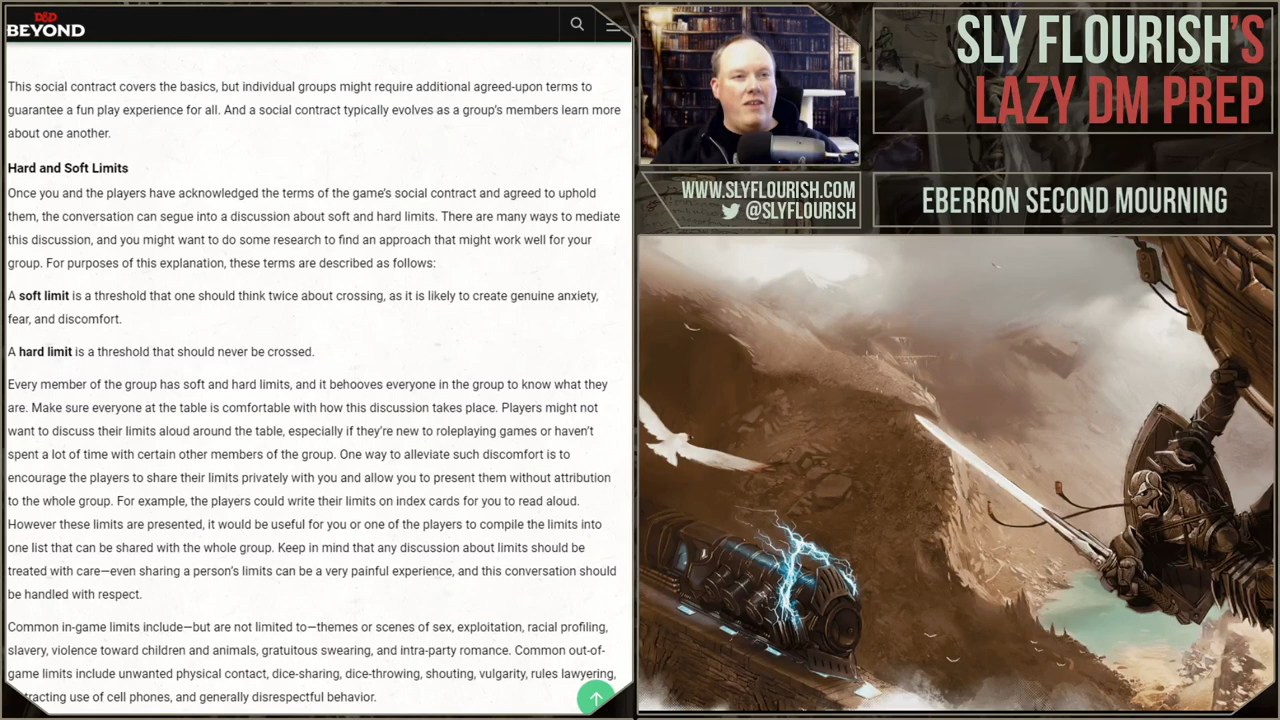 D&D
BEYOND
This social contract covers the basics, but individual groups might require additional agreed-upon terms to
guarantee a fun play experience for all. And a social contract typically evolves as a group's members learn more
about one another.
Hard and Soft Limits
Once you and the players have acknowledged the terms of the game's social contract and agreed to uphold
them, the conversation can segue into a discussion about soft and hard limits. There are many ways to mediate
this discussion, and you might want to do some research to find an approach that might work well for your
group. For purposes of this explanation, these terms are described as follows:
A soft limit is a threshold that one should think twice about crossing, as it is likely to create genuine anxiety,
fear, and discomfort.
A hard limit is a threshold that should never be crossed.
Every member of the group has soft and hard limits, and it behooves everyone in the group to know what they
are. Make sure everyone at the table is comfortable with how this discussion takes place. Players might not
want to discuss their limits aloud around the table, especially if they're new to roleplaying games or haven't
spent a lot of time with certain other members of the group. One way to alleviate such discomfort is to
encourage the players to share their limits privately with you and allow you to present them without attribution
to the whole group. For example, the players could write their limits on index cards for you to read aloud.
However these limits are presented, it would be useful for you or one of the players to compile the limits into
one list that can be shared with the whole group. Keep in mind that any discussion about limits should be
treated with care—even sharing a person's limits can be a very painful experience, and this conversation should
be handled with respect.
Common in-game limits include—but are not limited to—themes or scenes of sex, exploitation, racial profiling,
slavery, violence toward children and animals, gratuitous swearing, and intra-party romance. Common out-of-
game limits include unwanted physical contact, dice-sharing, dice-throwing, shouting, vulgarity, rules lawyering,
tracting use of cell phones, and generally disrespectful behavior.
SLY FLOURISH'S
LAZY DM PREP
WWW.SLYFLOURISH.COM
@SLYFLOURISH
EBERRON SECOND MOURNING